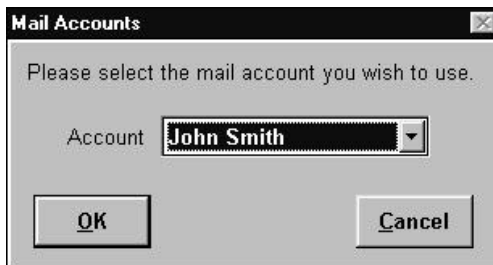 Mail Accounts
Please select the mail account you wish to use.
Account John Smith
OK Cancel